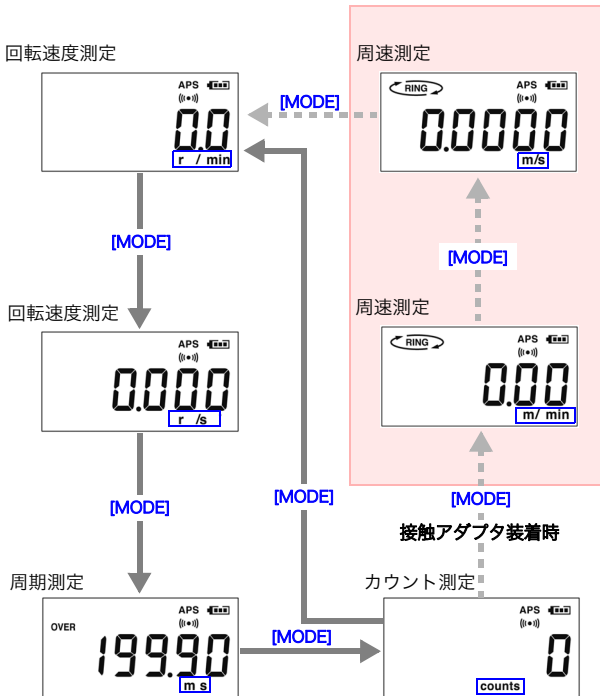 回転速度測定
APS
((•))
0.0
r / min
[MODE]
周速測定
RING
APS
((•))
0.0000
m/s
[MODE]
[MODE]
回転速度測定
APS
((•))
0.000
r /s
周速測定
RING
APS
((•))
0.00
m/ min
[MODE]
[MODE]
[MODE]
接触アダプタ装着時
周期測定
OVER
APS
((•))
199.90
m s
[MODE]
カウント測定
APS
((•))
0
counts